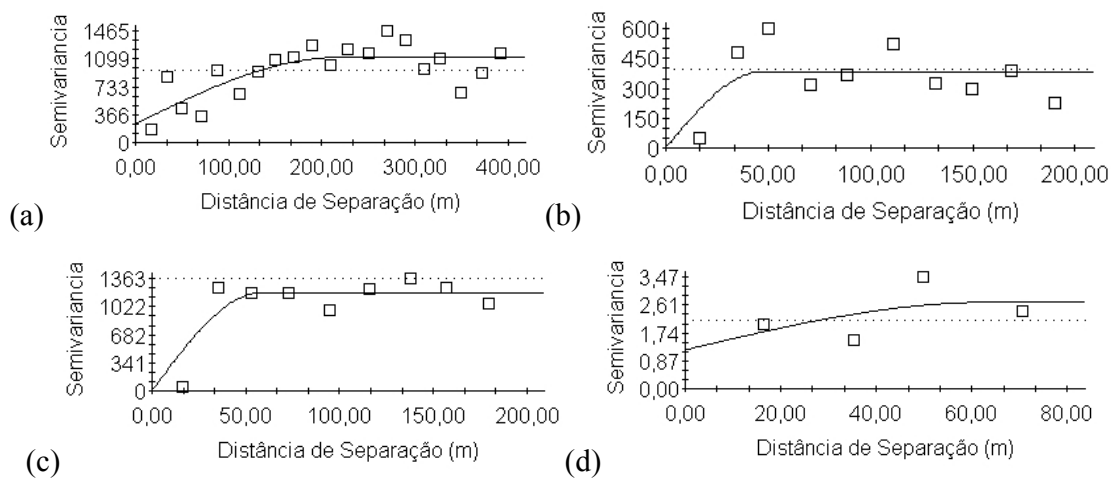 1465
1099
733
366
0
Semivariancia
0,00 100,00 200,00 300,00 400,00
Distância de Separação (m)
(a)
600
450
300
150
0
Semivariância
0,00 50,00 100,00 150,00 200,00
Distância de Separação (m)
(b)
1363
1022
682
341
0
Semivariância
0,00 50,00 100,00 150,00 200,00
Distância de Separação (m)
(c)
3.47
2.61
1,74
0.87
0,00
Semivariância
0,00 20,00 40,00 60,00 80,00
Distância de Separação (m)
(d)